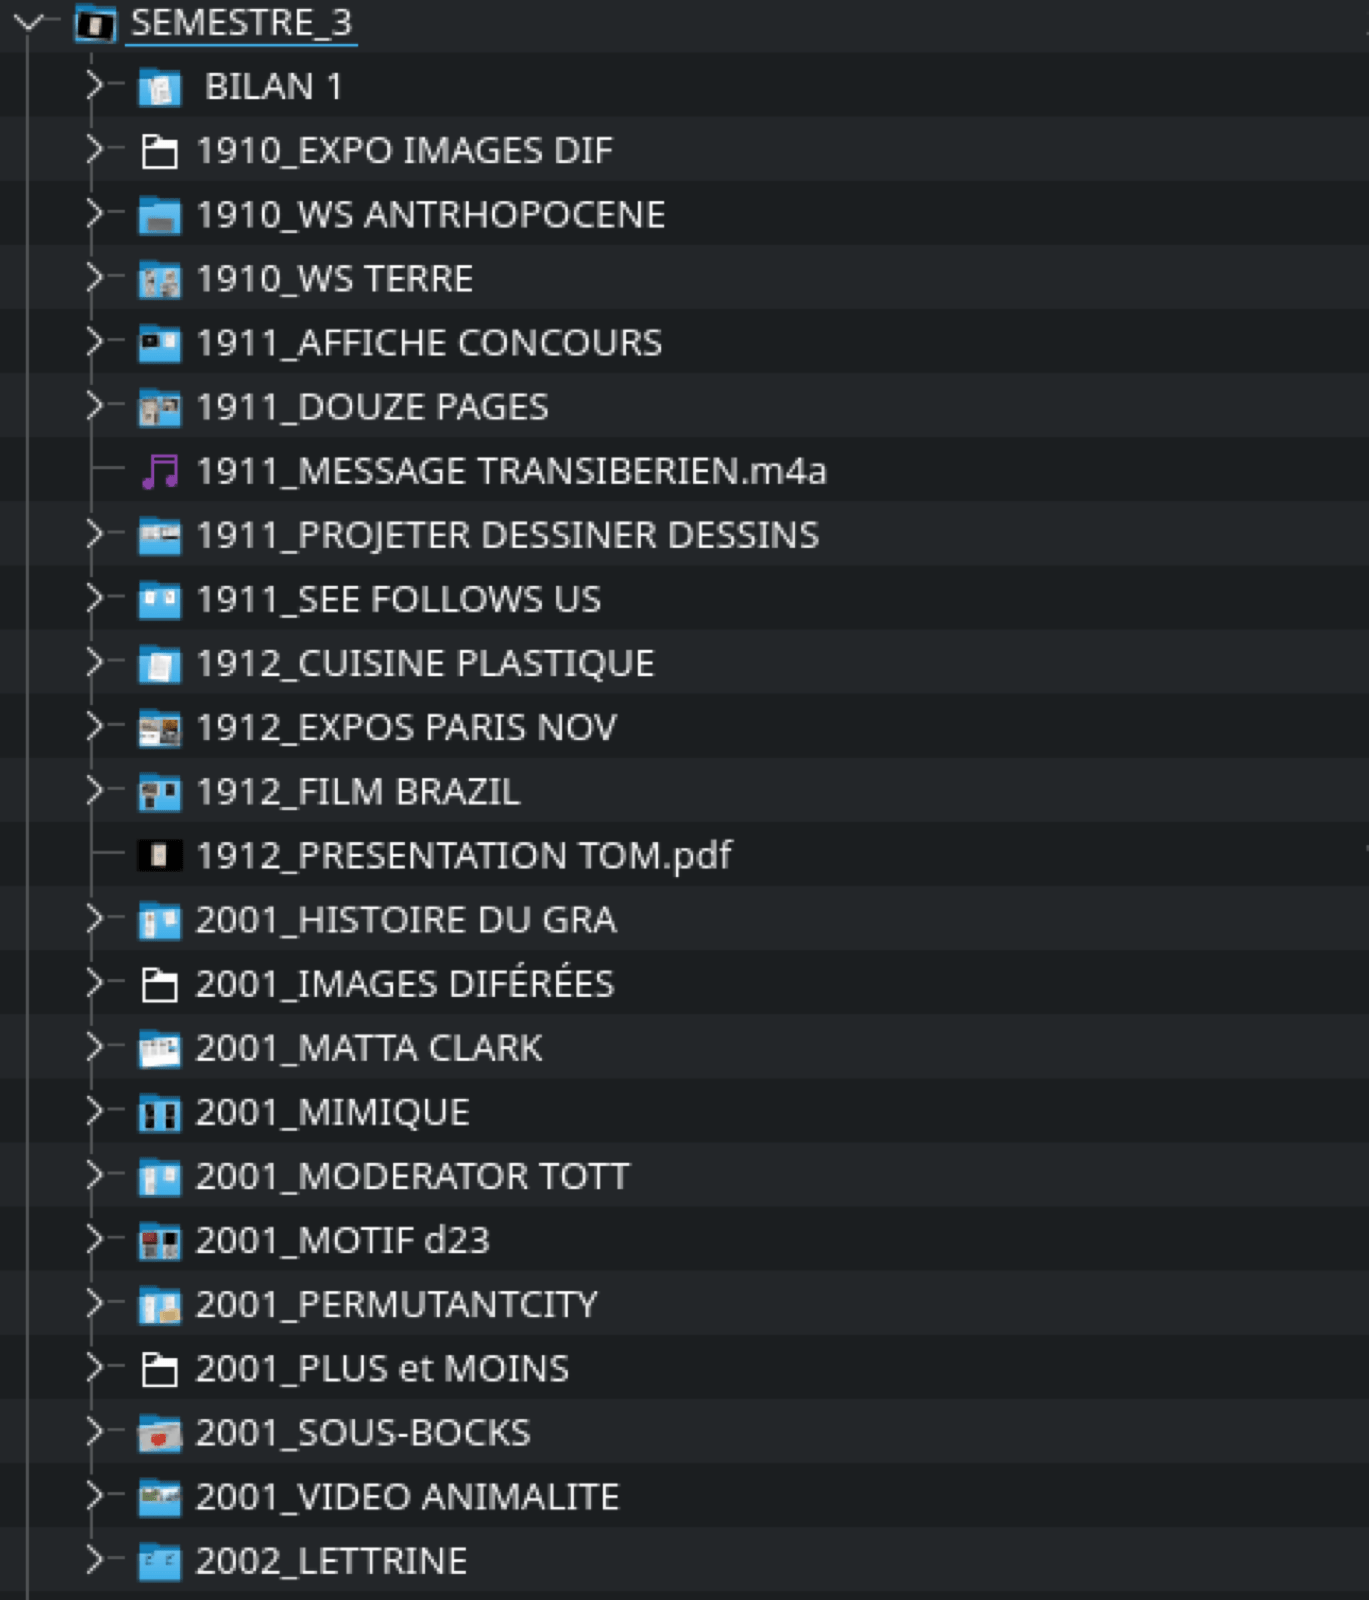 SEMESTRE_3
BILAN 1
1910_EXPO IMAGES DIF
1910_WS ANTRHOPOCENE
1910_WS TERRE
1911_AFFICHE CONCOURS
1911_DOUZE PAGES
1911_MESSAGE TRANSIBERIEN.m4a
1911_PROJETER DESSINER DESSINS
1911_SEE FOLLOWS US
1912_CUISINE PLASTIQUE
1912_EXPOS PARIS NOV
1912_FILM BRAZIL
1912_PRESENTATION TOM.pdf
2001_HISTOIRE DU GRA
2001_IMAGES DIFÉRÉES
2001_MATTA CLARK
2001_MIMIQUE
2001_MODERATOR TOTT
2001_MOTIF d23
2001_PERMUTANTCITY
2001_PLUS et MOINS
2001_SOUS-BOCKS
2001_VIDEO ANIMALITE
2002_LETTRINE